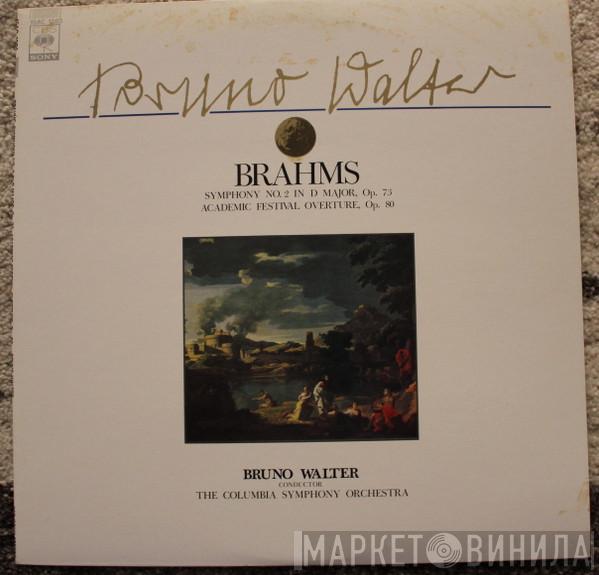 SONY
Bruno Walter
BRAHMS
SYMPHONY NO. 2 IN D MAJOR, Op. 73
ACADEMIC FESTIVAL OVERTURE, Op. 80
BRUNO WALTER
CONDUCTOR
THE COLUMBIA SYMPHONY ORCHESTRA
МАРКЕТ ВИНИЛА